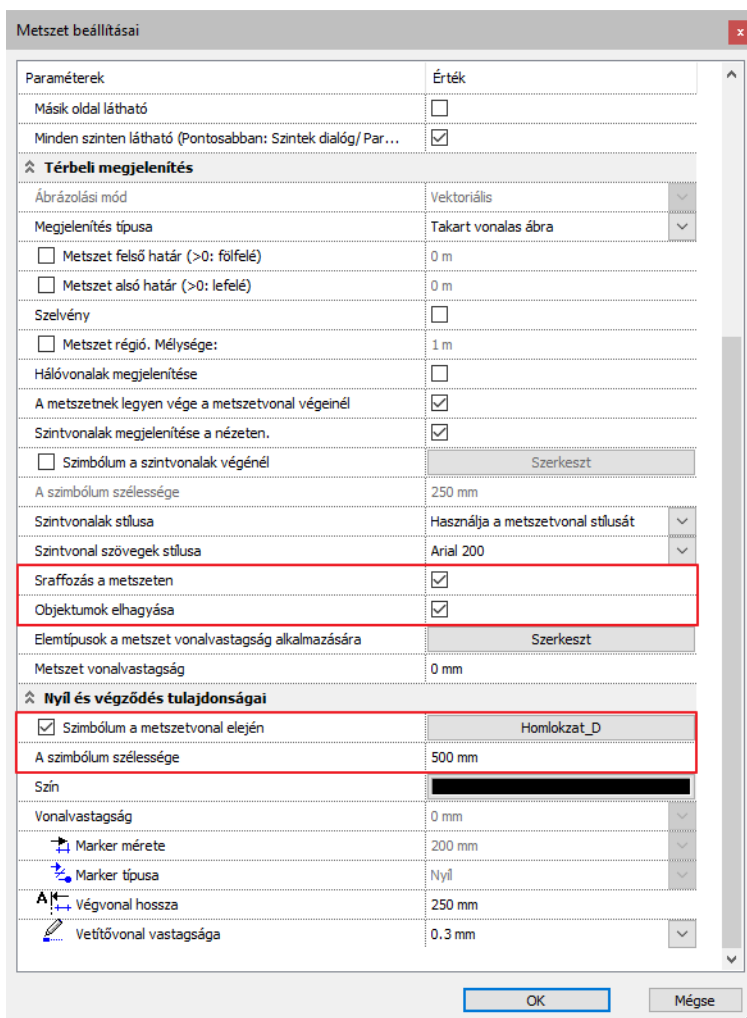 Metszet beállításai
x
Paraméterek Érték
Másik oldal látható
Minden szinten látható (Pontosabban: Szintek dialóg/ Par...
Térbeli megjelenítés
Ábrázolási mód Vektoriális
Megjelenítés típusa Takart vonalas ábra
Metszet felső határ (>0: fölfelé) 0 m
Metszet alsó határ (>0: lefelé) 0 m
Szelvény
Metszet régió. Mélysége: 1 m
Hálóvonalak megjelenítése
A metszetnek legyen vége a metszetvonal végeinél
Szintvonalak megjelenítése a nézeten.
Szimbólum a szintvonalak végénél Szerkeszt
A szimbólum szélessége 250 mm
Szintvonalak stílusa Használja a metszetvonal stílusát
Szintvonal szövegek stílusa Arial 200
Sraffozás a metszeten
Objektumok elhagyása
Elemtípusok a metszet vonalvastagság alkalmazására Szerkeszt
Metszet vonalvastagság 0 mm
Nyíl és végződés tulajdonságai
Szimbólum a metszetvonal elején Homlokzat_D
A szimbólum szélessége 500 mm
Szín
Vonalvastagság 0 mm
Marker mérete 200 mm
Marker típusa Nyíl
A Végvonal hossza 250 mm
Vetítővonal vastagsága 0.3 mm
OK Mégse